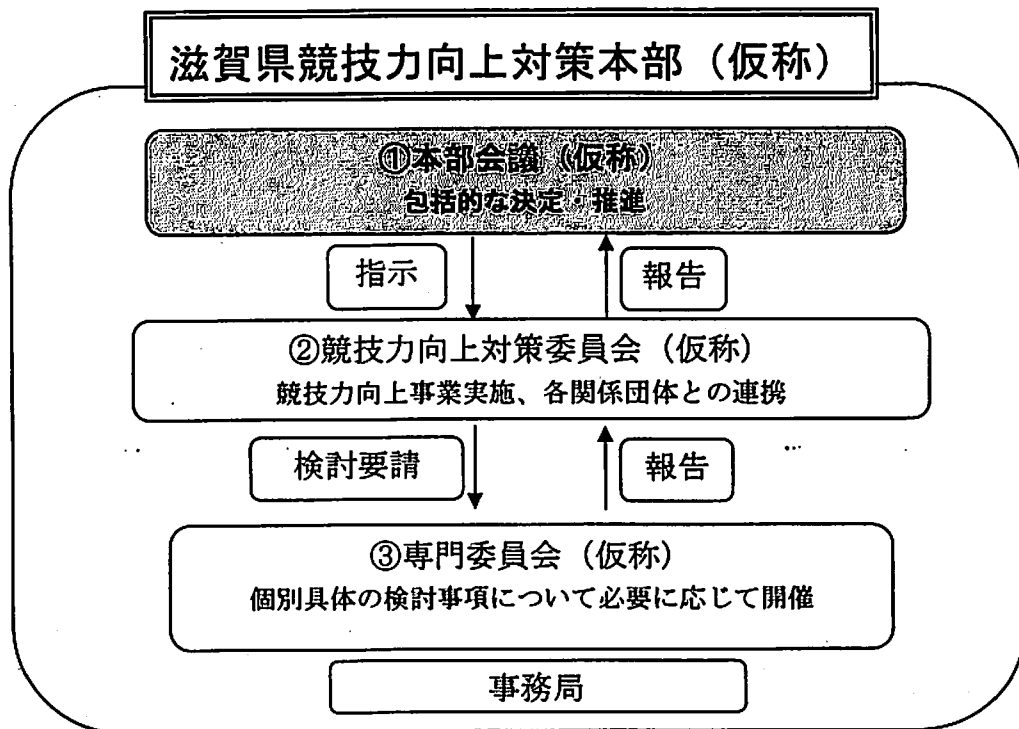 滋賀県競技力向上対策本部（仮称）
①本部会議（仮称）
包括的な決定・推進
指示
報告
②競技力向上対策委員会（仮称）
競技力向上事業実施、各関係団体との連携
検討要請
報告
③専門委員会（仮称）
個別具体の検討事項について必要に応じて開催
事務局